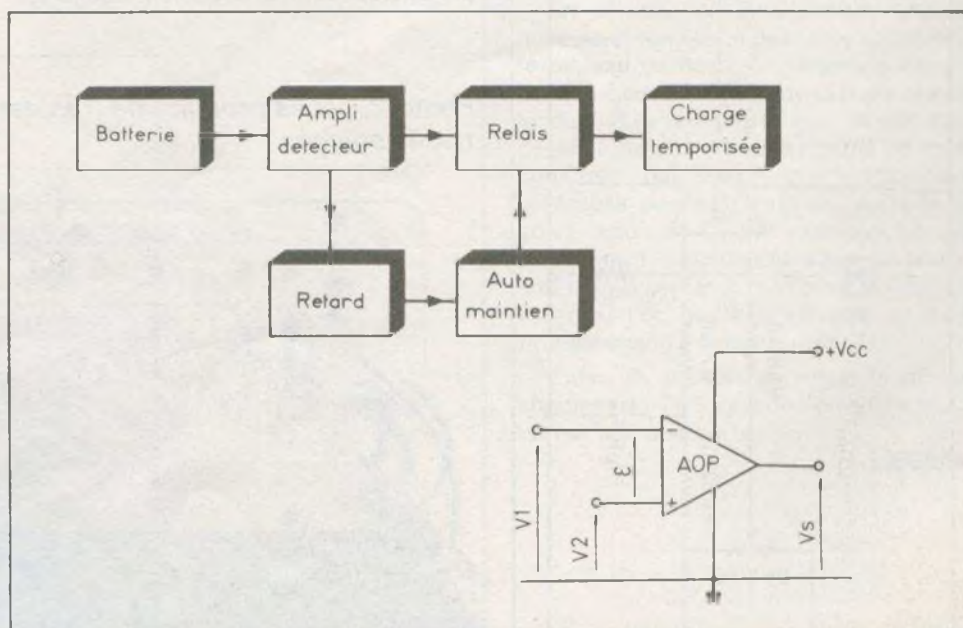 Batterie
Ampli
detecteur
Relais
Charge
temporisée
Retard
Auto
maintien
+Vcc
-
AOP
+
ε
V1
V2
Vs